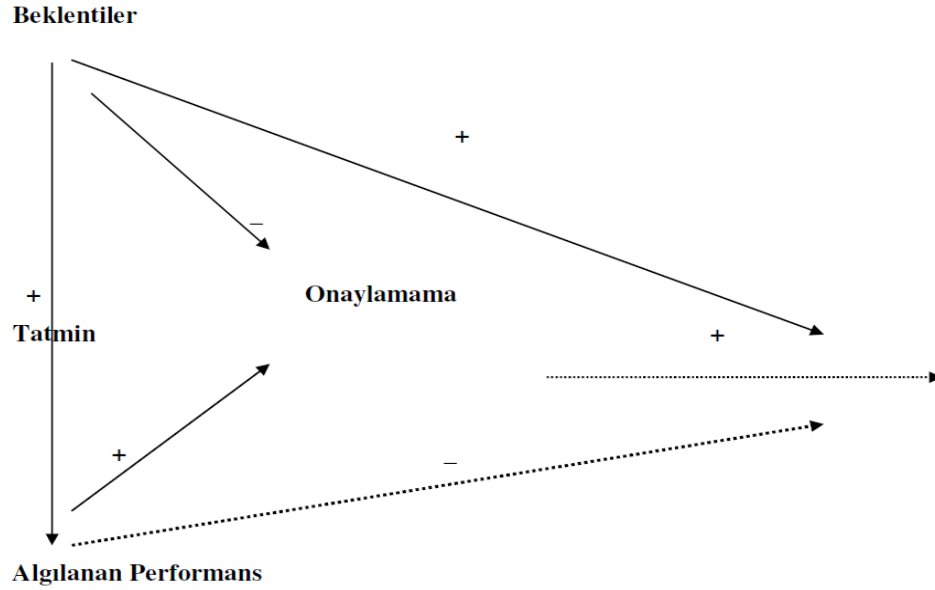 Beklentiler
+
–
+
Onaylamama
+
Tatmin
+
–
Algılanan Performans